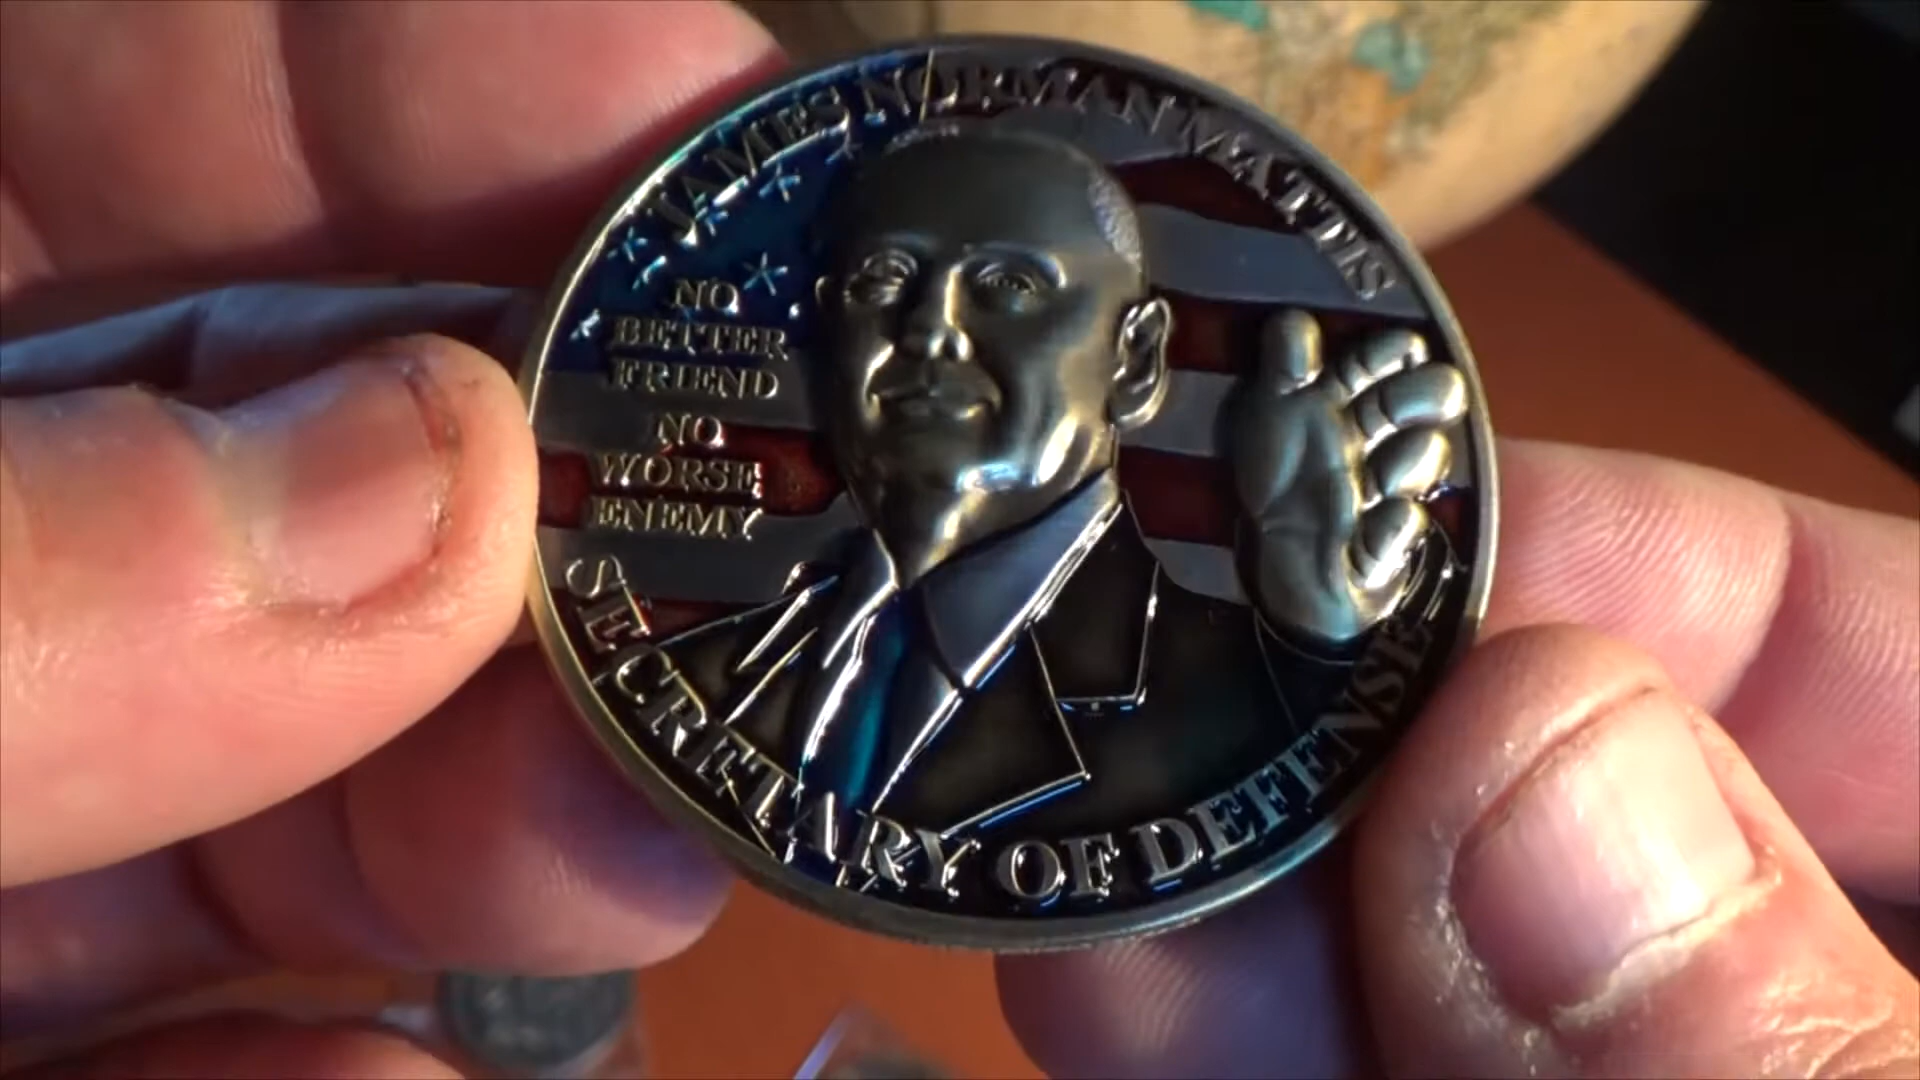 JAMES NORMAN MATTIS
NO
BETTER
FRIEND
NO
WORSE
ENEMY
SECRETARY OF DEFENSE